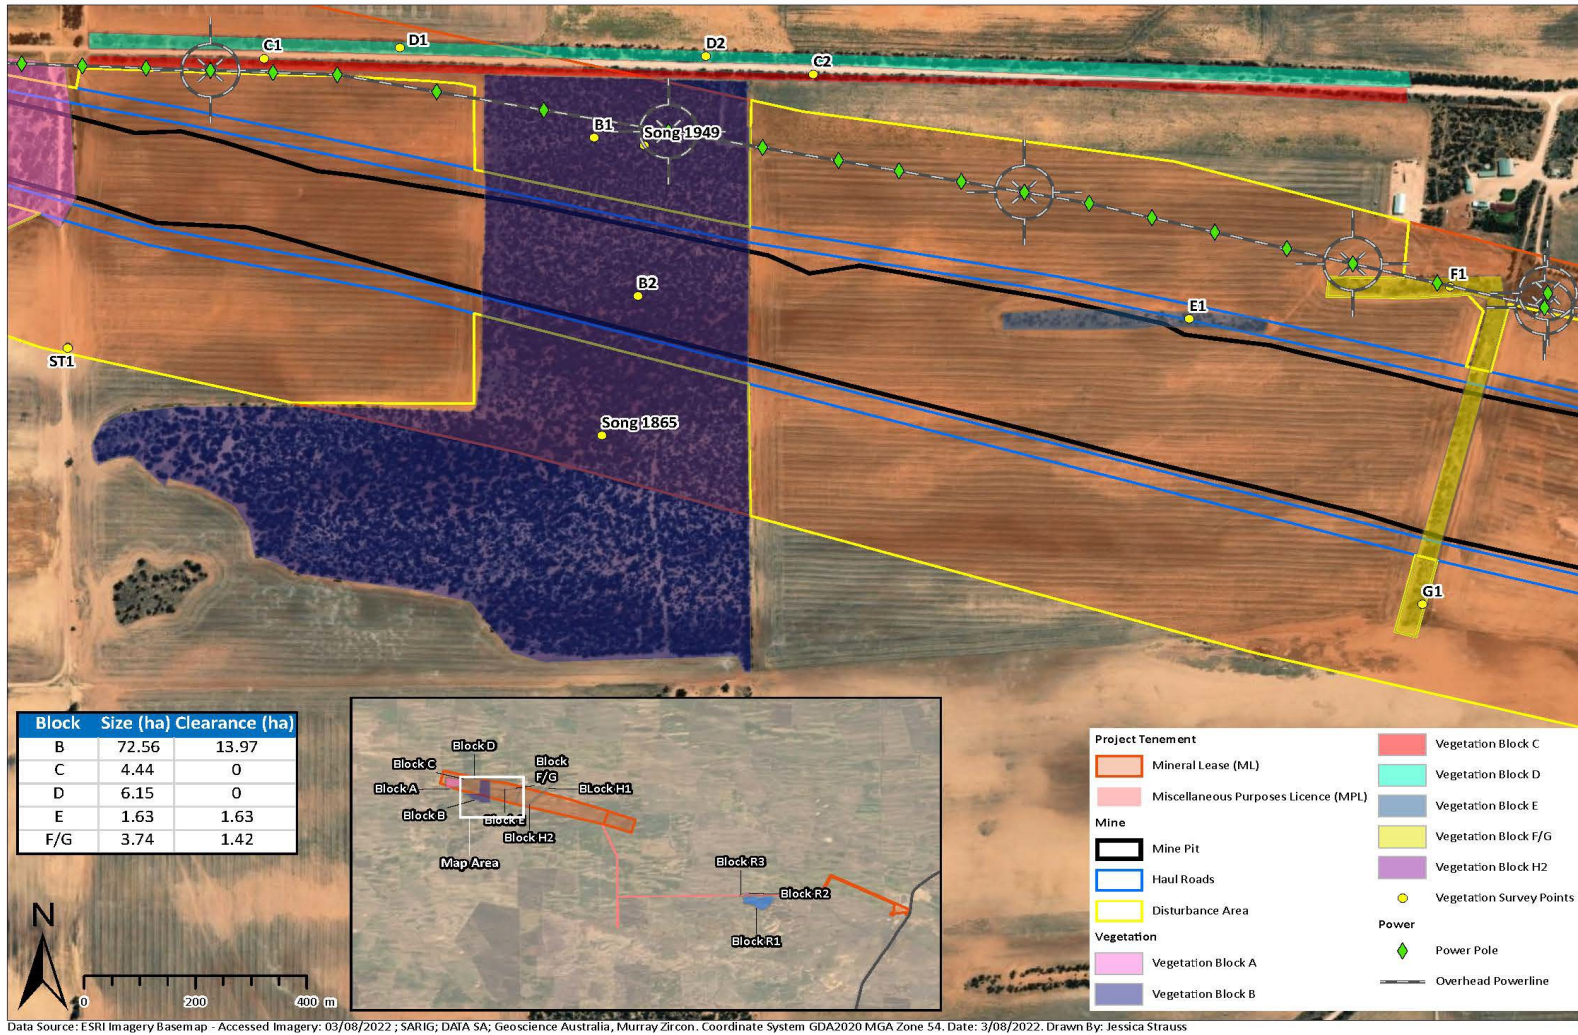 C1
D1
D2
C2
B1
Song 1949
B2
E1
F1
ST1
Song 1865
G1
Block Size (ha) Clearance (ha)
B 72.56 13.97
C 4.44 0
D 6.15 0
E 1.63 1.63
F/G 3.74 1.42
N
0 200 400 m
Block D
Block C
Block
F/G
Block A
BLock H1
Block B
Block E
Block H2
Map Area
Block R3
Block R2
Block R1
Project Tenement
Mineral Lease (ML)
Miscellaneous Purposes Licence (MPL)
Mine
Mine Pit
Haul Roads
Disturbance Area
Vegetation
Vegetation Block A
Vegetation Block B
Vegetation Block C
Vegetation Block D
Vegetation Block E
Vegetation Block F/G
Vegetation Block H2
Vegetation Survey Points
Power
Power Pole
Overhead Powerline
Data Source: ESRI Imagery Basemap - Accessed Imagery: 03/08/2022 ; SARIG; DATA SA; Geoscience Australia, Murray Zircon. Coordinate System GDA2020 MGA Zone 54. Date: 3/08/2022. Drawn By: Jessica Strauss